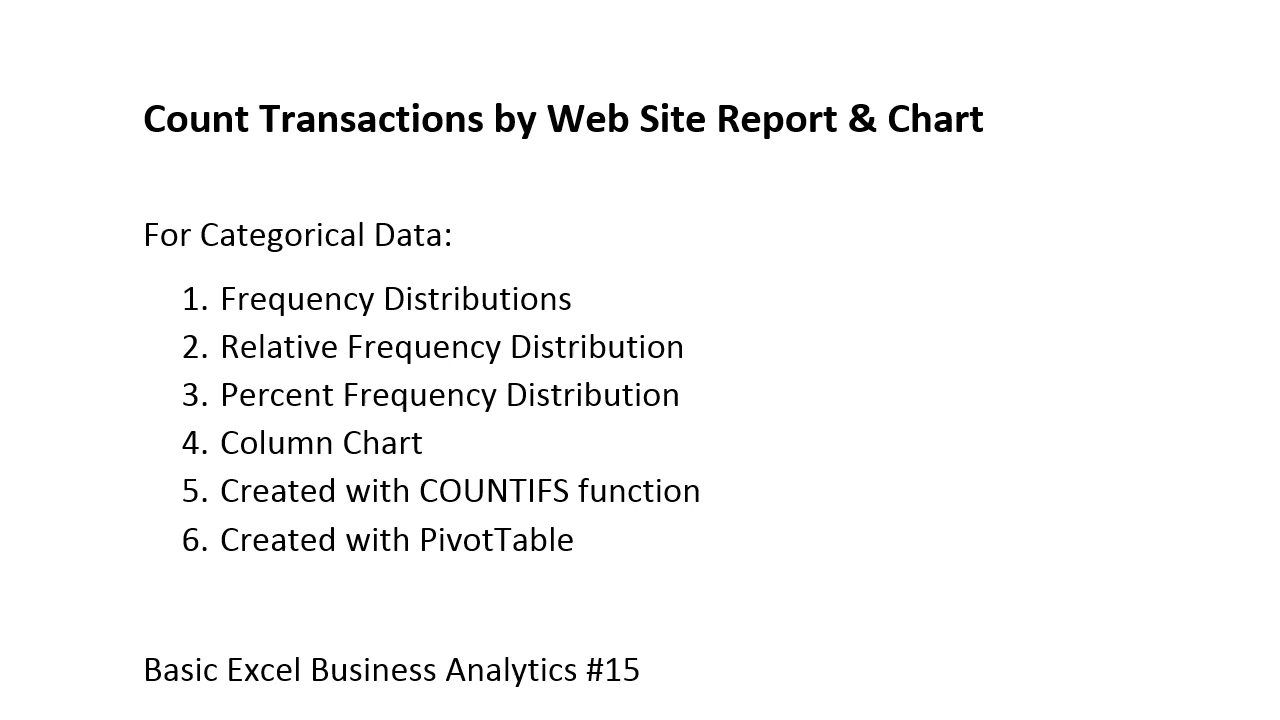 Count Transactions by Web Site Report & Chart
For Categorical Data:
1. Frequency Distributions
2. Relative Frequency Distribution
3. Percent Frequency Distribution
4. Column Chart
5. Created with COUNTIFS function
6. Created with PivotTable
Basic Excel Business Analytics #15